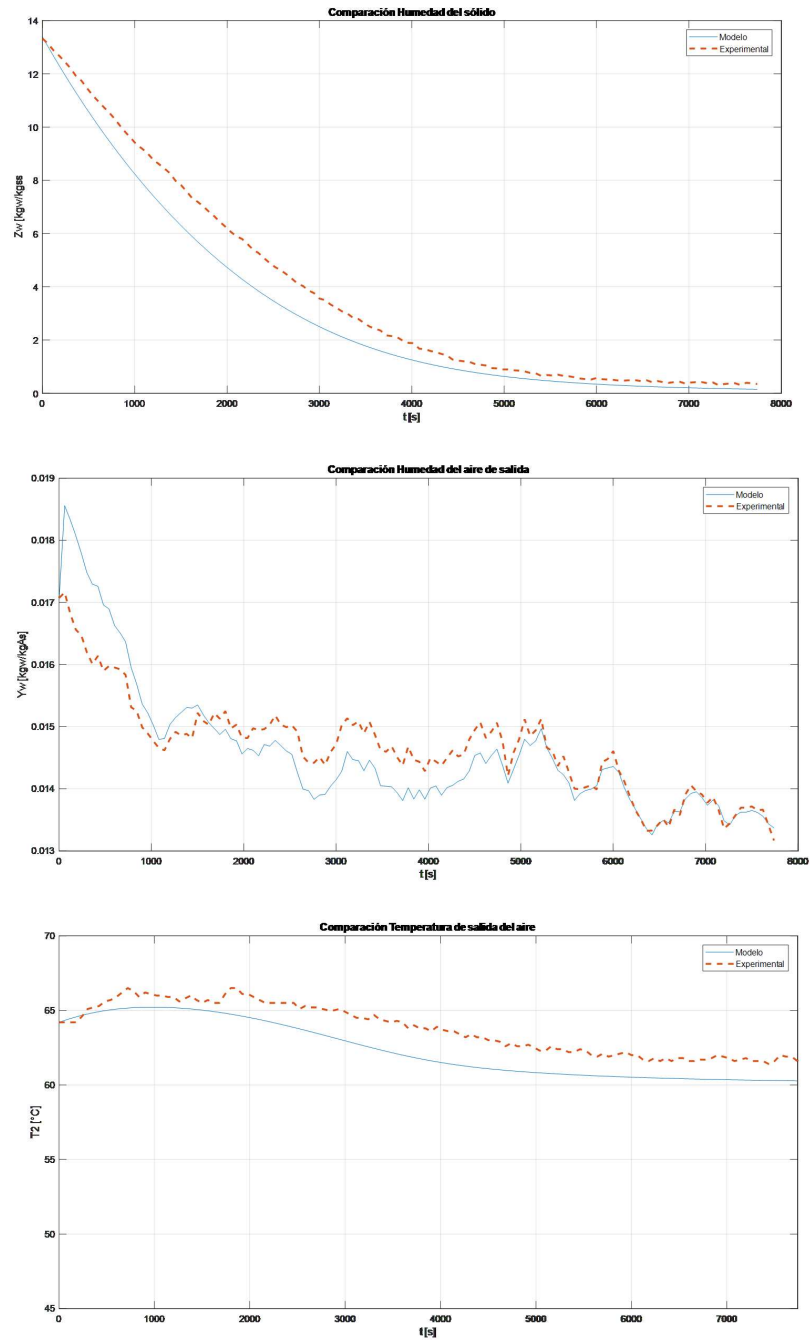 Comparación Humedad del sólido
14
12
10
8
6
4
2
0
Zw [kgw/kgss]
Modelo
Experimental
0 1000 2000 3000 4000 5000 6000 7000 8000
t [s]
Comparación Humedad del aire de salida
0.019
0.018
0.017
0.016
0.015
0.014
0.013
Yw [kgw/kgAs]
Modelo
Experimental
0 1000 2000 3000 4000 5000 6000 7000 8000
t [s]
Comparación Temperatura de salida del aire
70
65
60
55
50
45
T2 [°C]
Modelo
Experimental
0 1000 2000 3000 4000 5000 6000 7000
t [s]